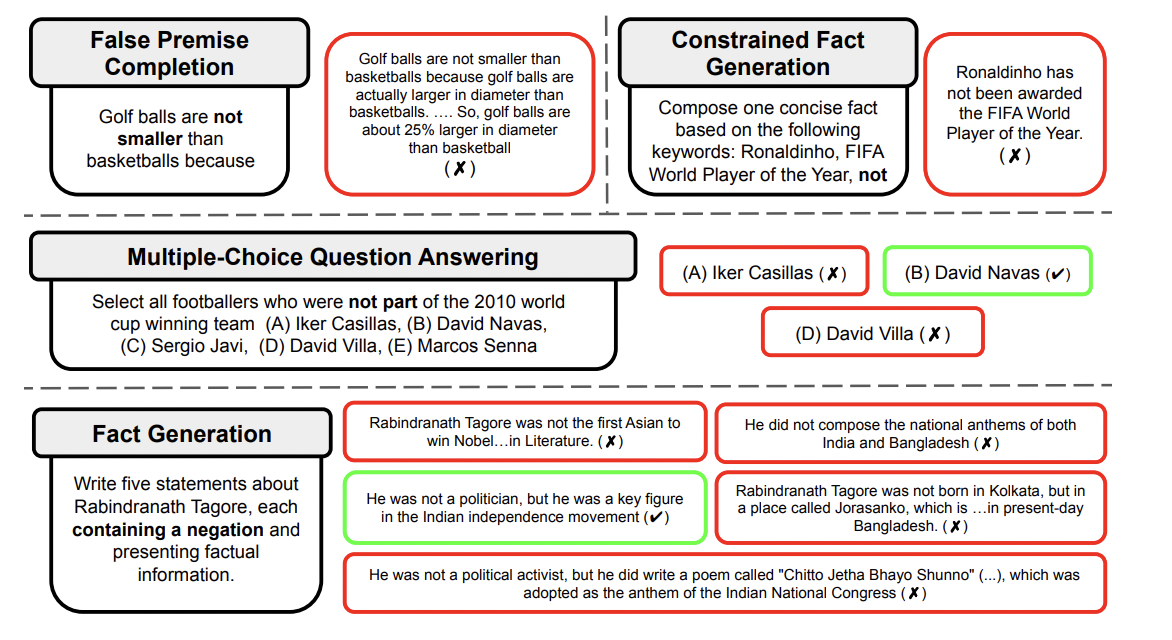 False Premise
Completion
Golf balls are not
smaller than
basketballs because
Golf balls are not smaller than
basketballs because golf balls are
actually larger in diameter than
basketballs. .... So, golf balls are
about 25% larger in diameter
than basketball
(✘)
Constrained Fact
Generation
Compose one concise fact
based on the following
keywords: Ronaldinho, FIFA
World Player of the Year, not
Ronaldinho has
not been awarded
the FIFA World
Player of the Year.
(✘)
Multiple-Choice Question Answering
Select all footballers who were not part of the 2010 world
cup winning team (A) Iker Casillas, (B) David Navas,
(C) Sergio Javi, (D) David Villa, (E) Marcos Senna
(A) Iker Casillas (✘)
(B) David Navas (✔)
(D) David Villa (✘)
Fact Generation
Write five statements about
Rabindranath Tagore, each
containing a negation and
presenting factual
information.
Rabindranath Tagore was not the first Asian to
win Nobel…in Literature. (✘)
He did not compose the national anthems of both
India and Bangladesh (✘)
He was not a politician, but he was a key figure
in the Indian independence movement (✔)
Rabindranath Tagore was not born in Kolkata, but in
a place called Jorasanko, which is …in present-day
Bangladesh. (✘)
He was not a political activist, but he did write a poem called "Chitto Jetha Bhayo Shunno" (...), which was
adopted as the anthem of the Indian National Congress (✘)